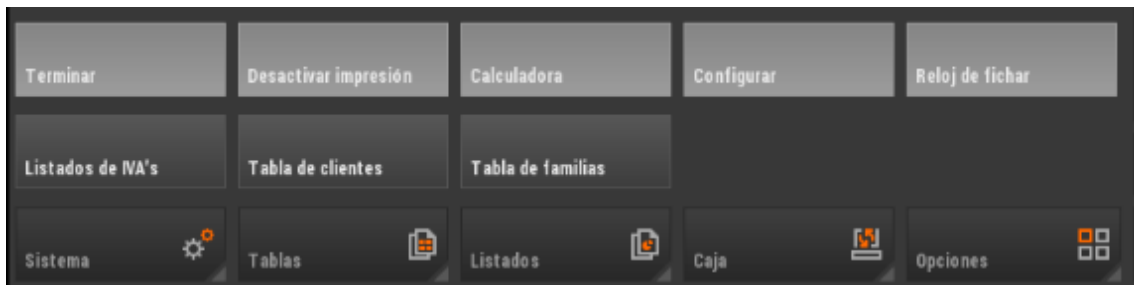 Terminar
Desactivar impresión
Calculadora
Configurar
Reloj de fichar
Listados de IVA's
Tabla de clientes
Tabla de familias
Sistema
Tablas
Listados
Caja
Opciones